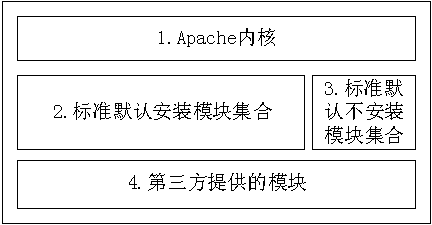 1.Apache内核
2.标准默认安装模块集合
3.标准默
认不安装
模块集合
4.第三方提供的模块